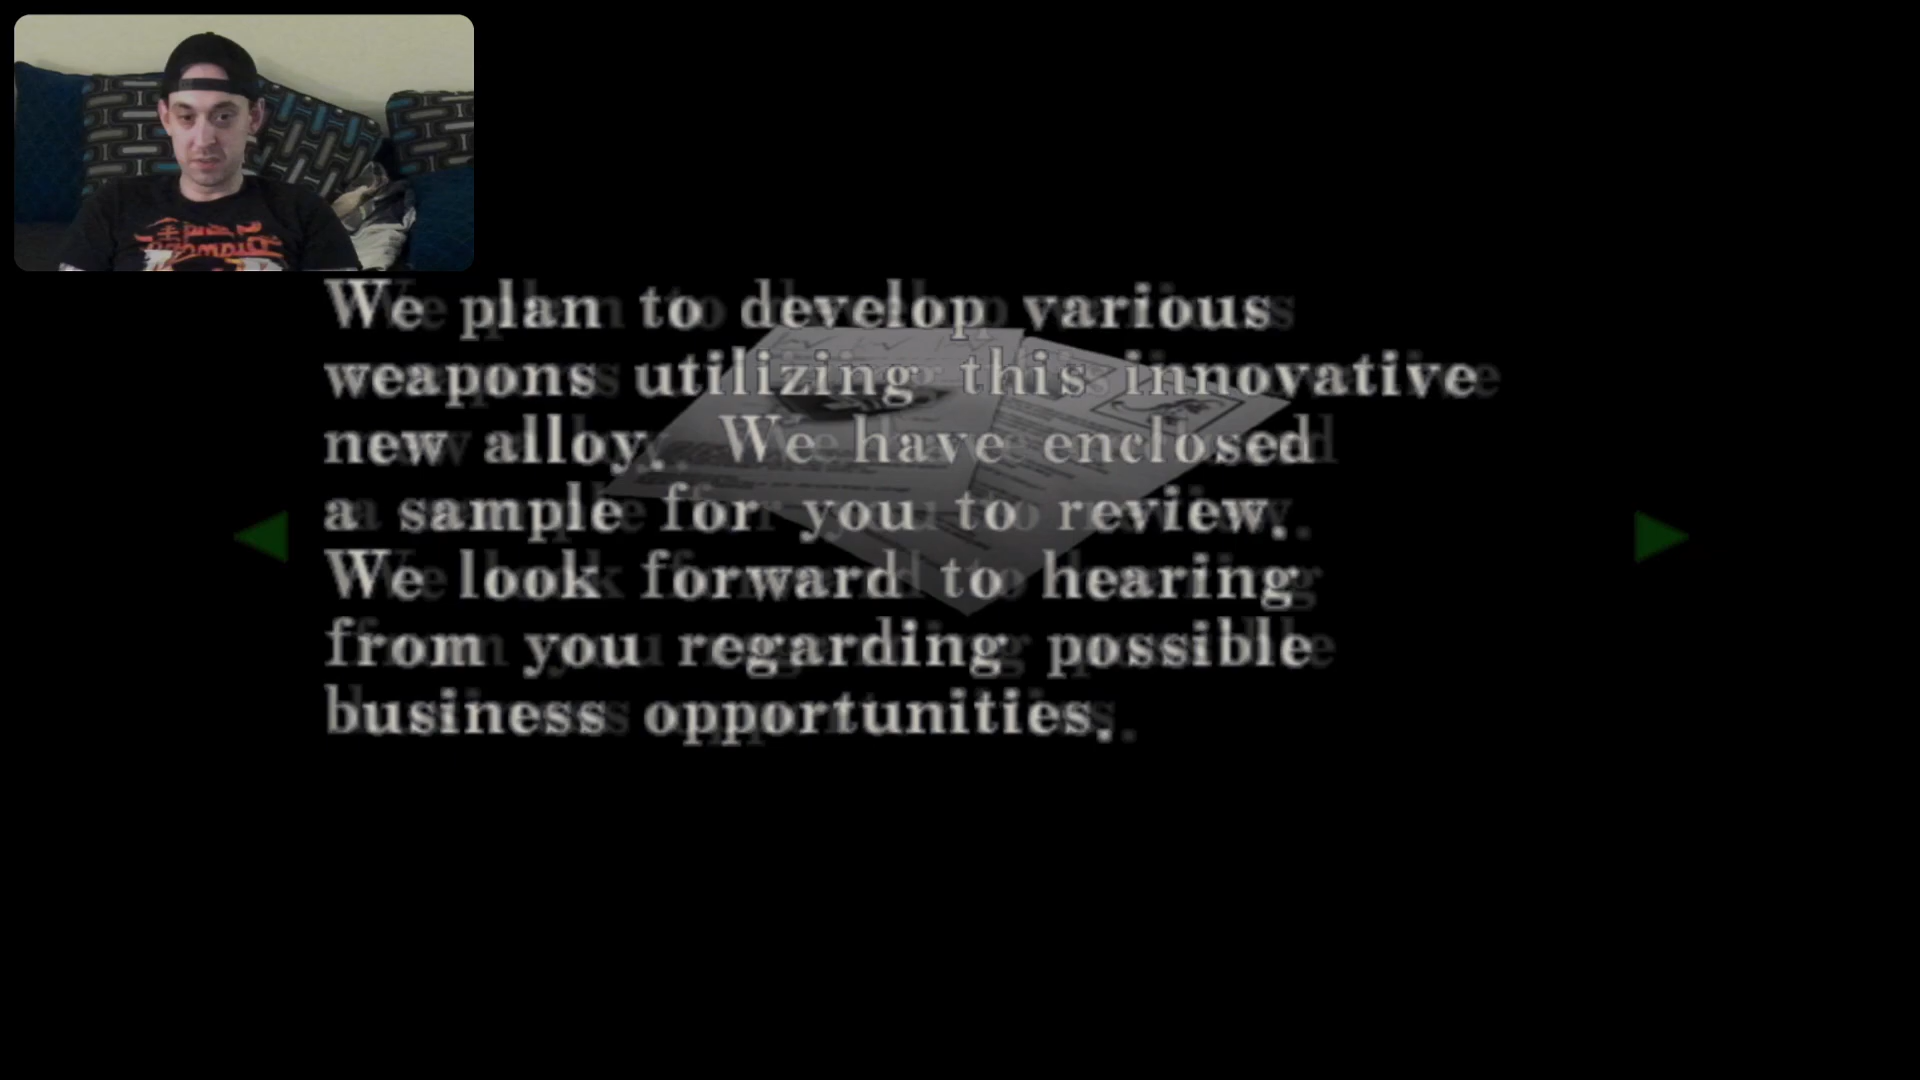 We plan to develop various
weapons utilizing this innovative
new alloy. We have enclosed
a sample for you to review.
We look forward to hearing
from you regarding possible
business opportunities.